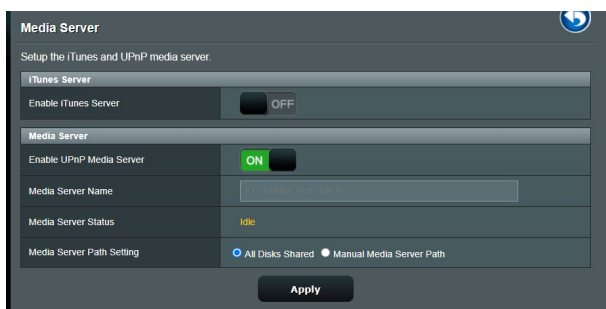 Media Server
Setup the iTunes and UPnP media server.
iTunes Server
Enable iTunes Server OFF
Media Server
Enable UPnP Media Server ON
Media Server Name
Media Server Status Idle
Media Server Path Setting All Disks Shared Manual Media Server Path
Apply